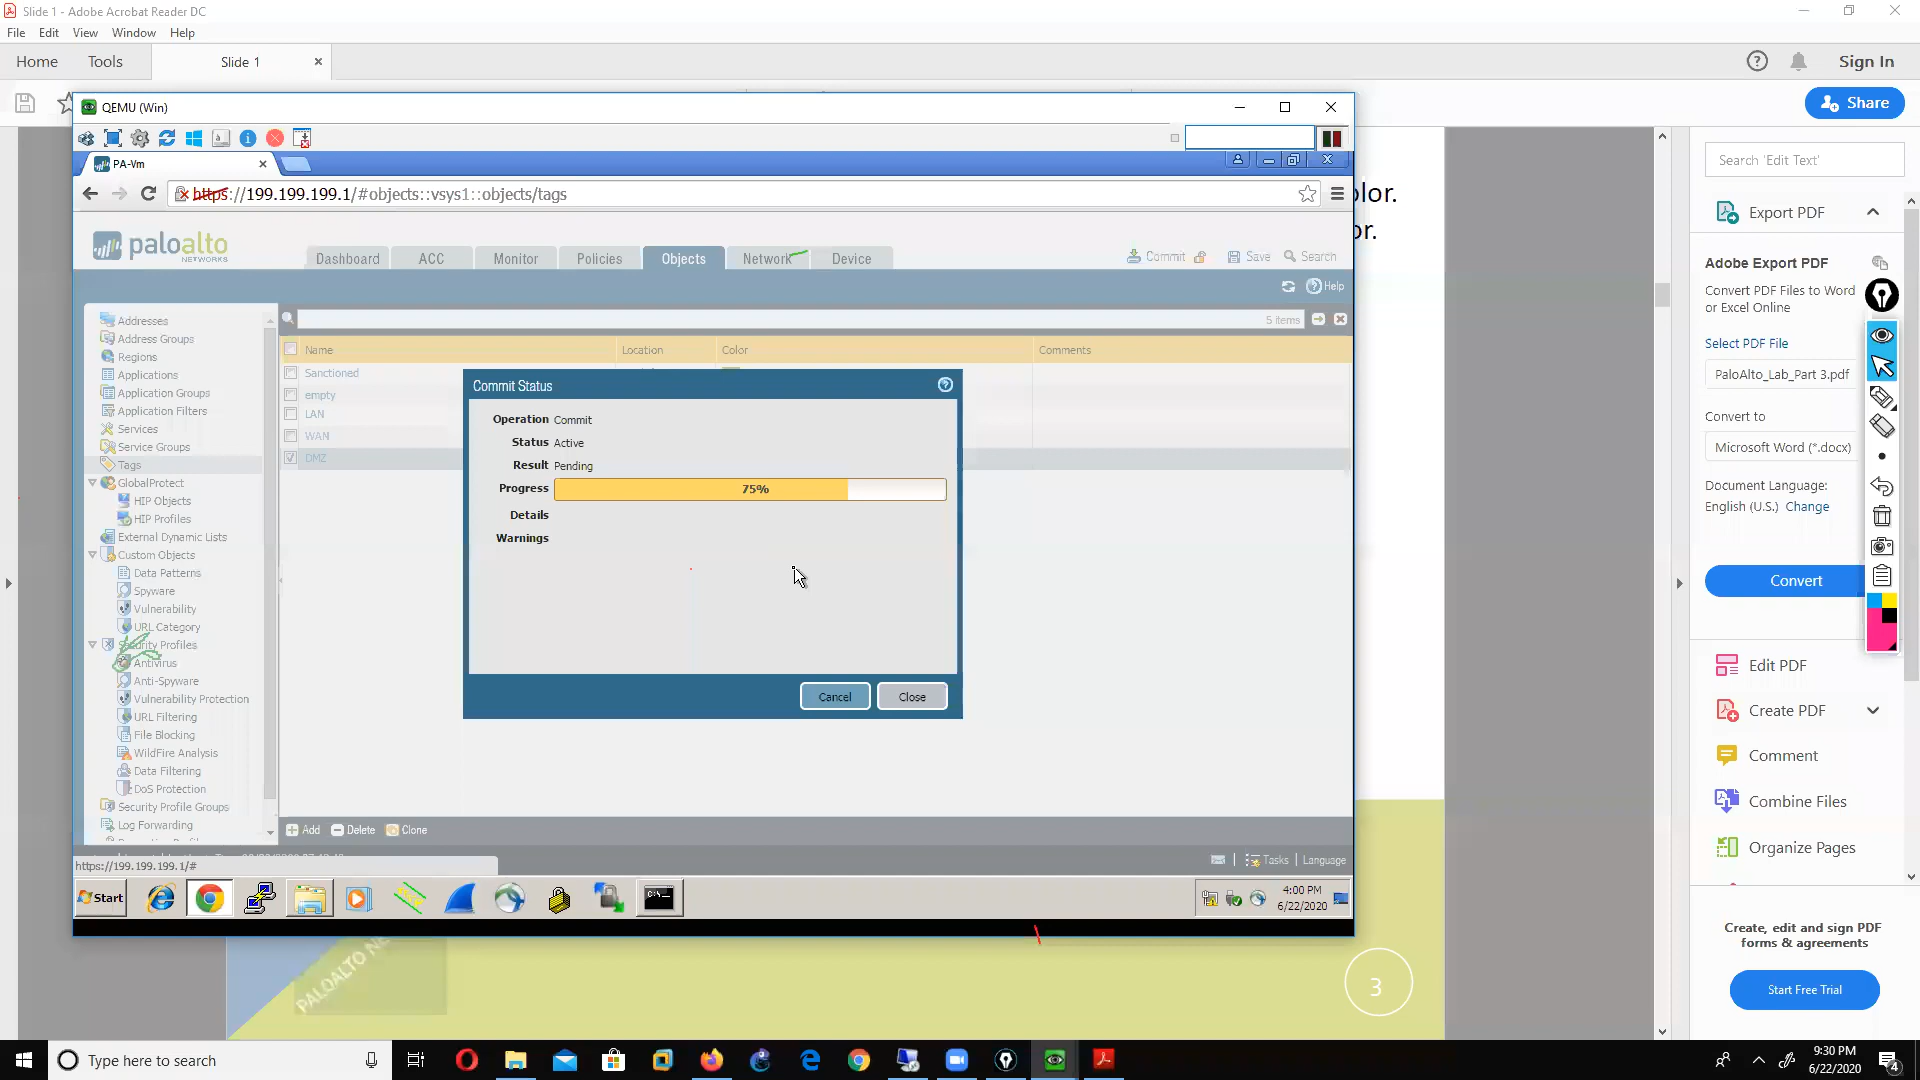 Slide 1 - Adobe Acrobat Reader DC
File Edit View Window Help
Home Tools Slide 1 Sign In
Share
QEMU (Win)
PA-Vm
https://199.199.199.1/#objects::vsys1::objects/tags
paloalto
NETWORKS
Dashboard ACC Monitor Policies Objects Network Device
Commit Save Search
Help
Addresses
Address Groups
Regions
Applications
Application Groups
Application Filters
Services
Service Groups
Tags
GlobalProtect
HIP Objects
HIP Profiles
External Dynamic Lists
Custom Objects
Data Patterns
Spyware
Vulnerability
URL Category
Security Profiles
Antivirus
Anti-Spyware
Vulnerability Protection
URL Filtering
File Blocking
WildFire Analysis
Data Filtering
DoS Protection
Security Profile Groups
Log Forwarding
5 items
Name Location Color Comments
Sanctioned
empty
LAN
WAN
DMZ
Commit Status
Operation Commit
Status Active
Result Pending
Progress 75%
Details
Warnings
Cancel Close
Add Delete Clone
https://199.199.199.1/#
Tasks Language
Start
4:00 PM
6/22/2020
olor.
or.
PALOALTO NE
3
Search 'Edit Text'
Export PDF
Adobe Export PDF
Convert PDF Files to Word
or Excel Online
Select PDF File
PaloAlto_Lab_Part 3.pdf
Convert to
Microsoft Word (*.docx)
Document Language:
English (U.S.) Change
Convert
Edit PDF
Create PDF
Comment
Combine Files
Organize Pages
Create, edit and sign PDF
forms & agreements
Start Free Trial
Type here to search
9:30 PM
6/22/2020
4